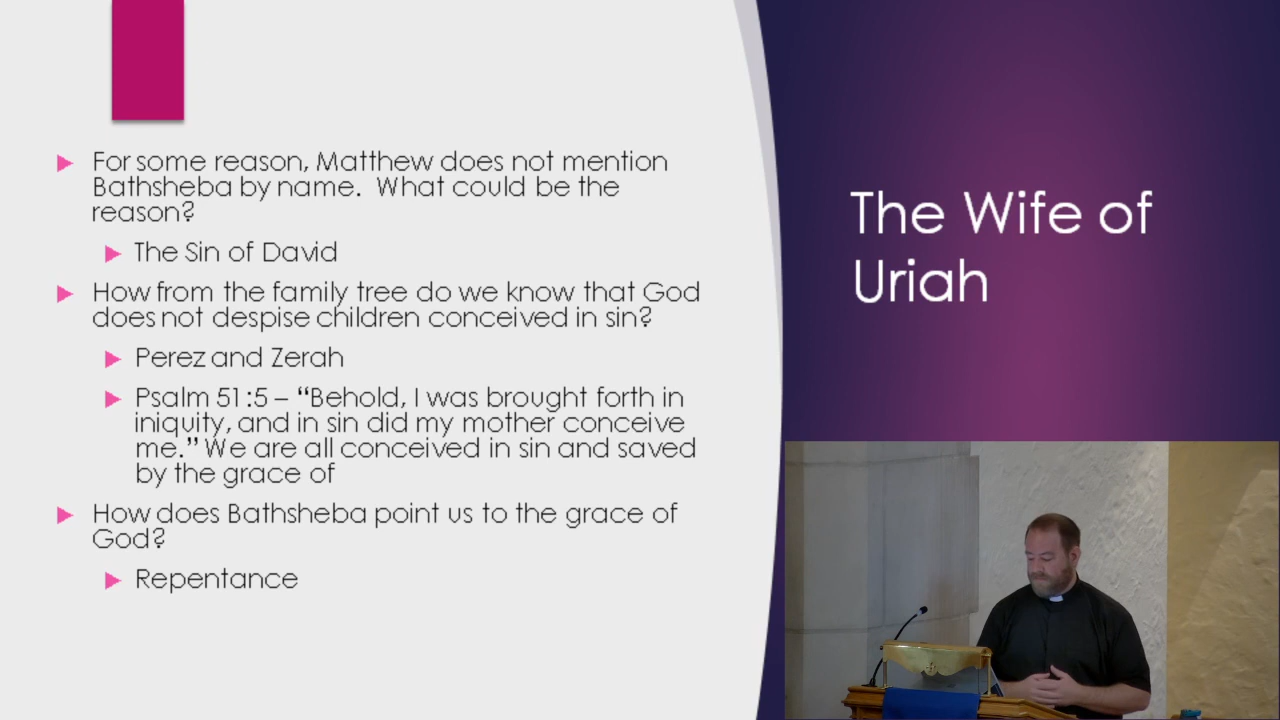 For some reason, Matthew does not mention
Bathsheba by name.  What could be the
reason?
The Sin of David
How from the family tree do we know that God
does not despise children conceived in sin?
Perez and Zerah
Psalm 51:5 – “Behold, I was brought forth in
iniquity, and in sin did my mother conceive
me.” We are all conceived in sin and saved
by the grace of
How does Bathsheba point us to the grace of
God?
Repentance
The Wife of
Uriah